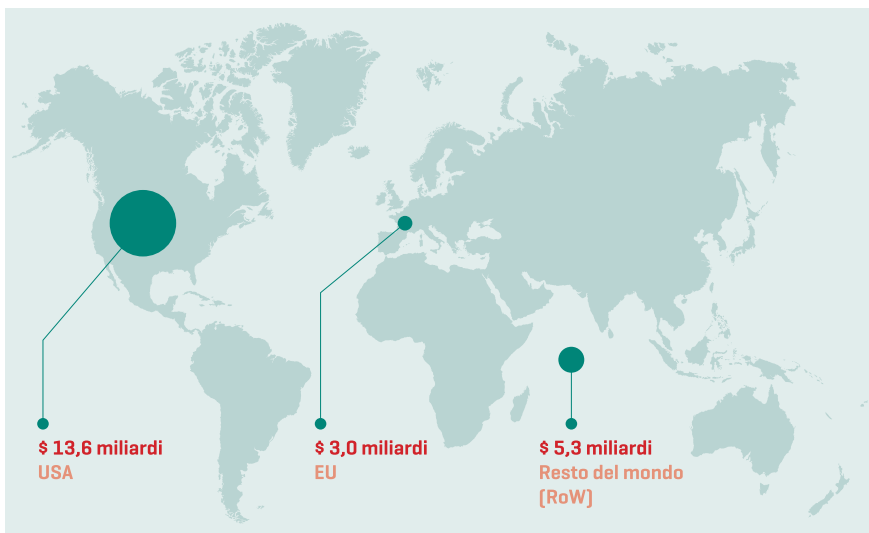 $ 13,6 miliardi
USA
$ 3,0 miliardi
EU
$ 5,3 miliardi
Resto del mondo
(RoW)